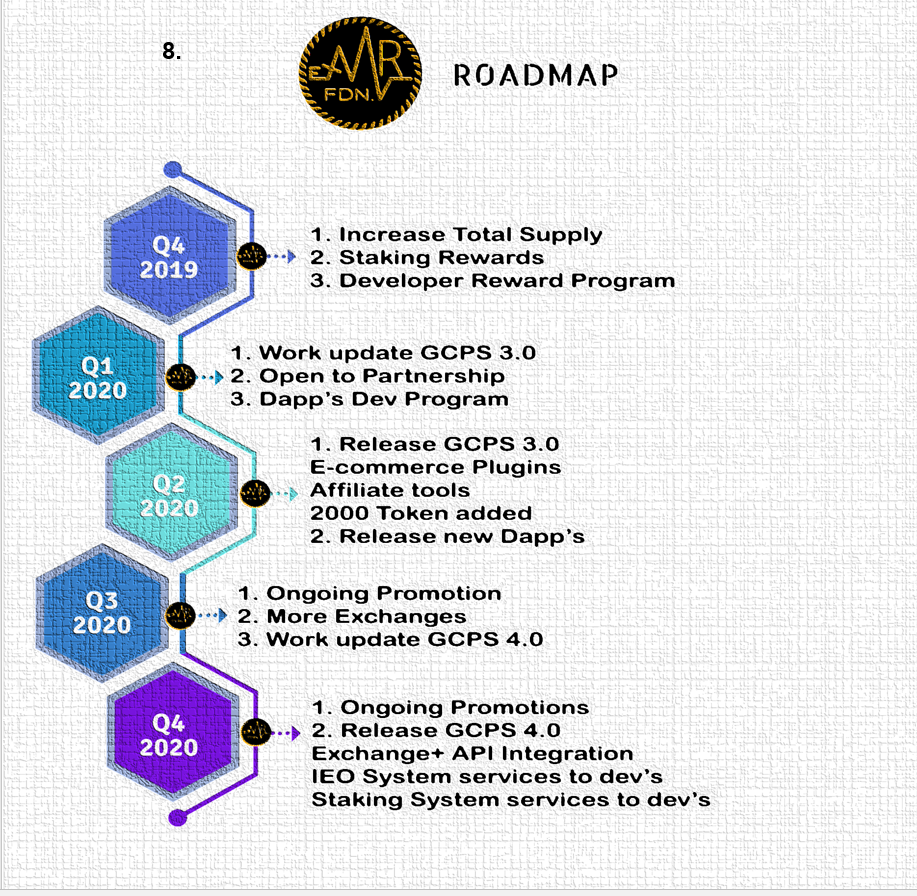 8.
exMR
FDN.
ROADMAP
Q4
2019
1. Increase Total Supply
2. Staking Rewards
3. Developer Reward Program
Q1
2020
1. Work update GCPS 3.0
2. Open to Partnership
3. Dapp's Dev Program
Q2
2020
1. Release GCPS 3.0
E-commerce Plugins
Affiliate tools
2000 Token added
2. Release new Dapp's
Q3
2020
1. Ongoing Promotion
2. More Exchanges
3. Work update GCPS 4.0
Q4
2020
1. Ongoing Promotions
2. Release GCPS 4.0
Exchange+ API Integration
IEO System services to dev's
Staking System services to dev's